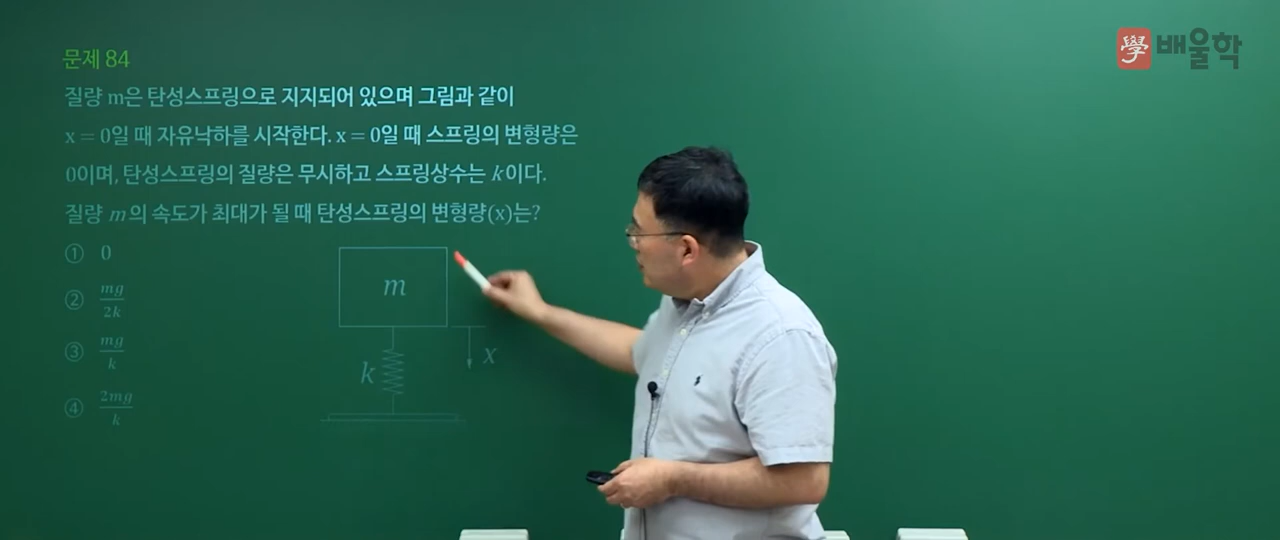 學 배울학
문제 84
질량 m은 탄성스프링으로 지지되어 있으며 그림과 같이
x = 0일 때 자유낙하를 시작한다. x = 0일 때 스프링의 변형량은
0이며, 탄성스프링의 질량은 무시하고 스프링상수는 k이다.
질량 m의 속도가 최대가 될 때 탄성스프링의 변형량(x)는?
① 0
② mg/2k
③ mg/k
④ 2mg/k
m
k
x